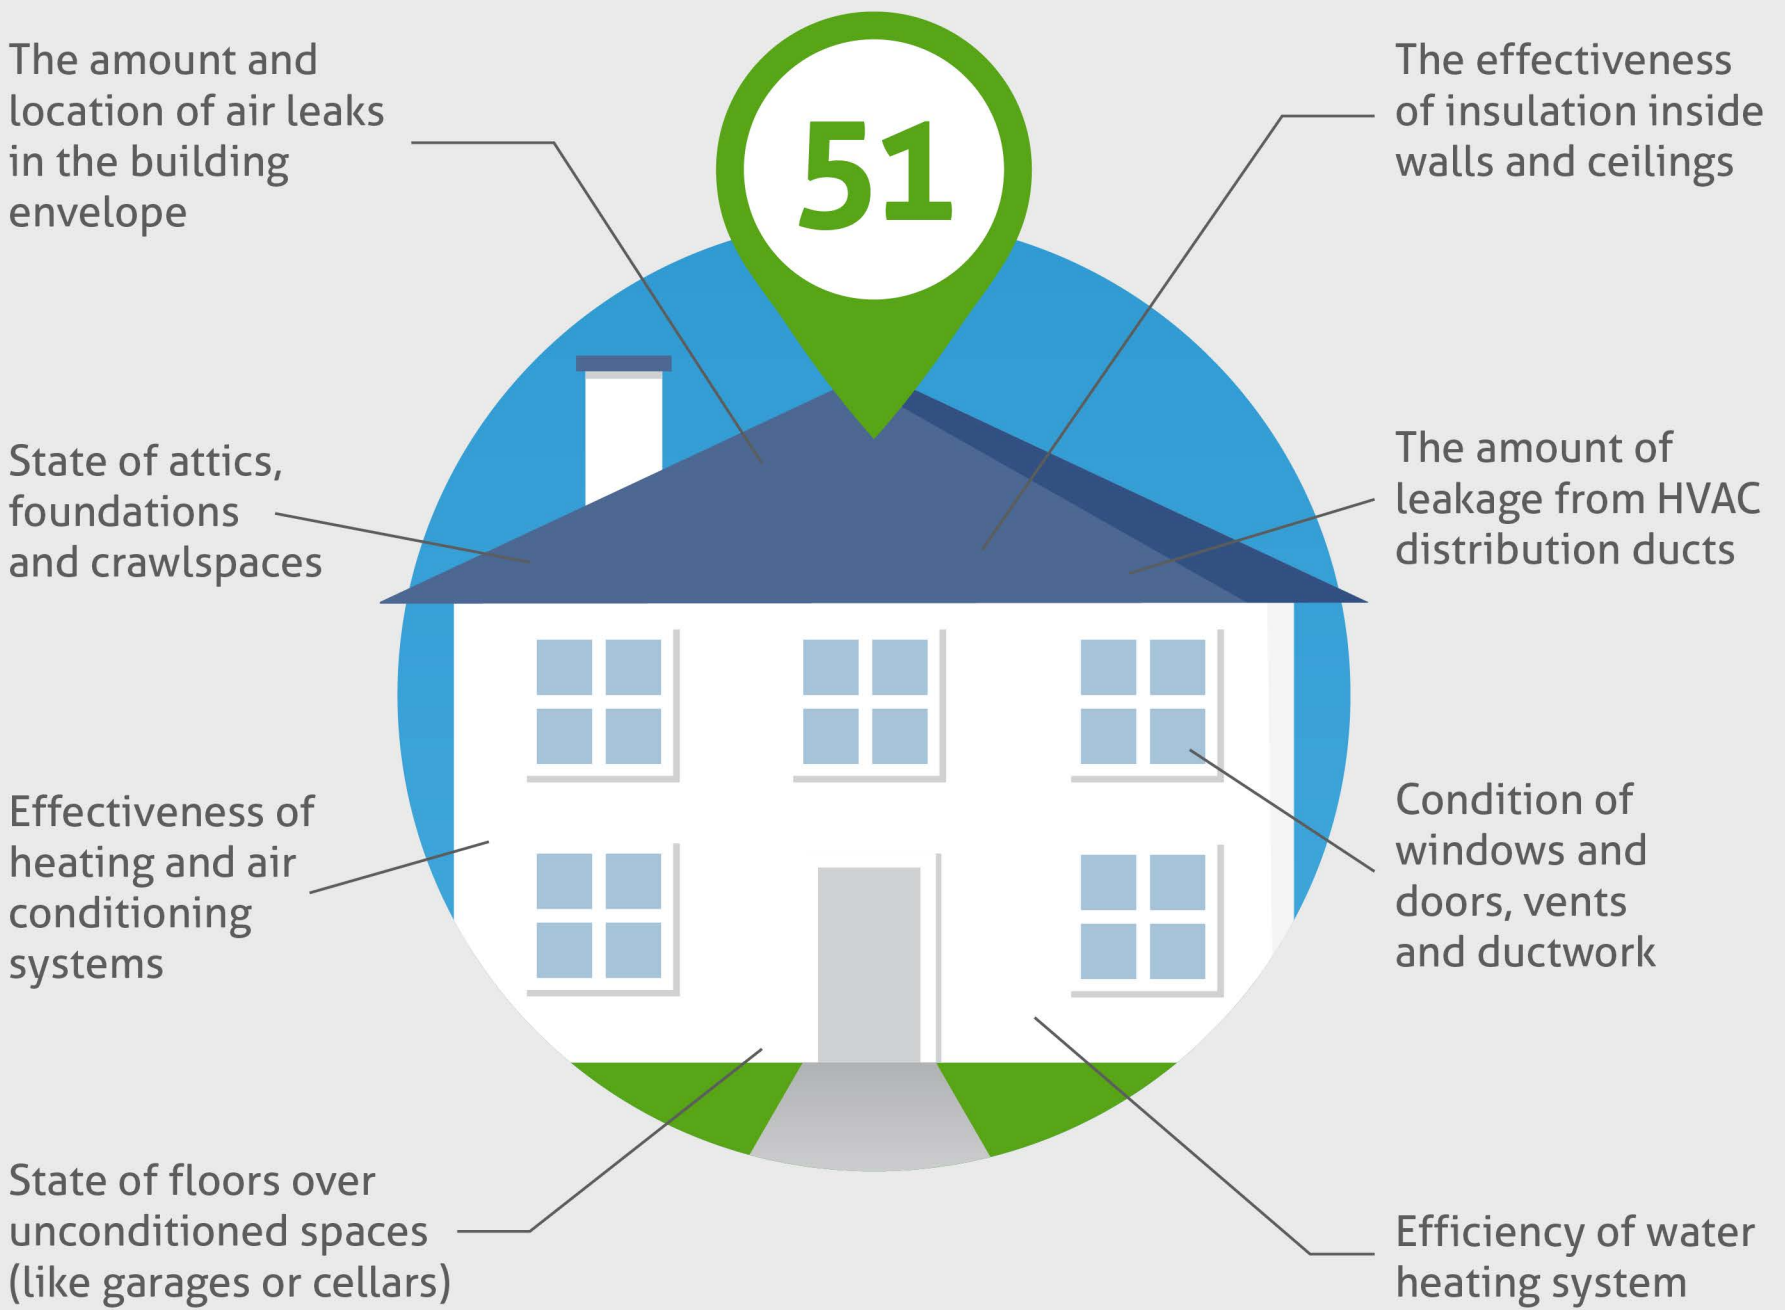 51
The amount and
location of air leaks
in the building
envelope
The effectiveness
of insulation inside
walls and ceilings
State of attics,
foundations
and crawlspaces
The amount of
leakage from HVAC
distribution ducts
Effectiveness of
heating and air
conditioning
systems
Condition of
windows and
doors, vents
and ductwork
State of floors over
unconditioned spaces
(like garages or cellars)
Efficiency of water
heating system